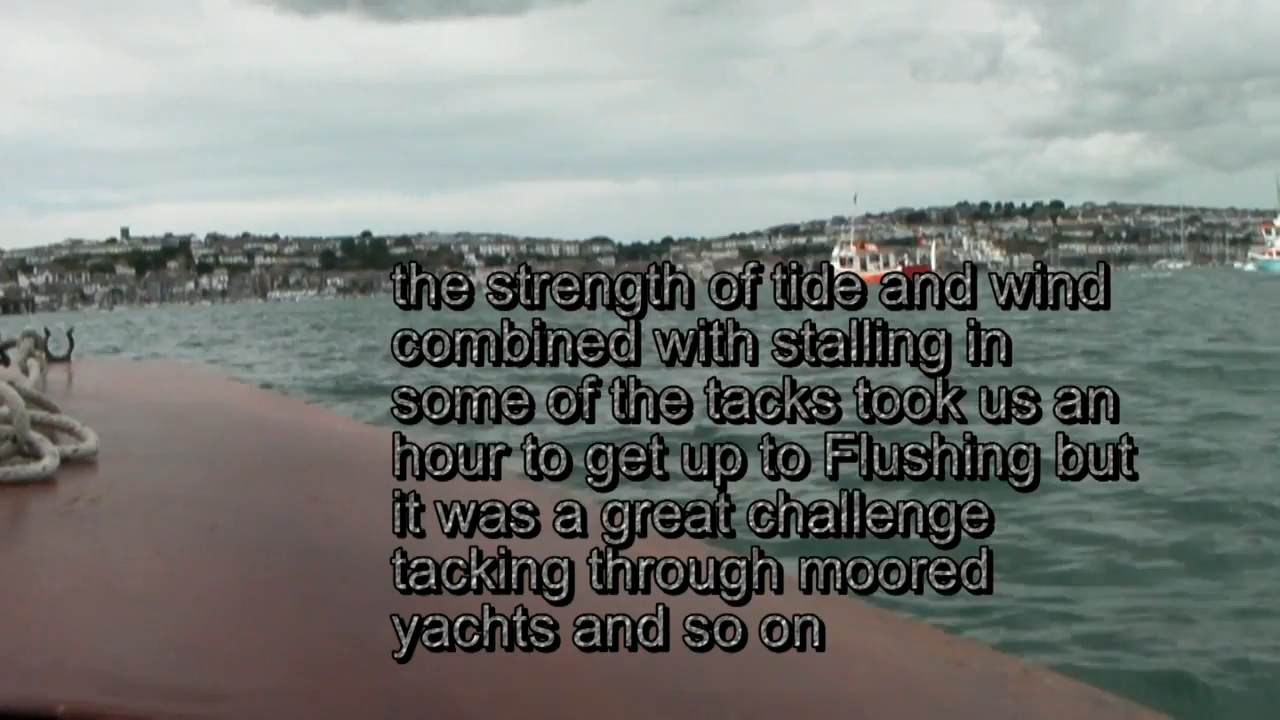 the strength of tide and wind
combined with stalling in
some of the tacks took us an
hour to get up to Flushing but
it was a great challenge
tacking through moored
yachts and so on